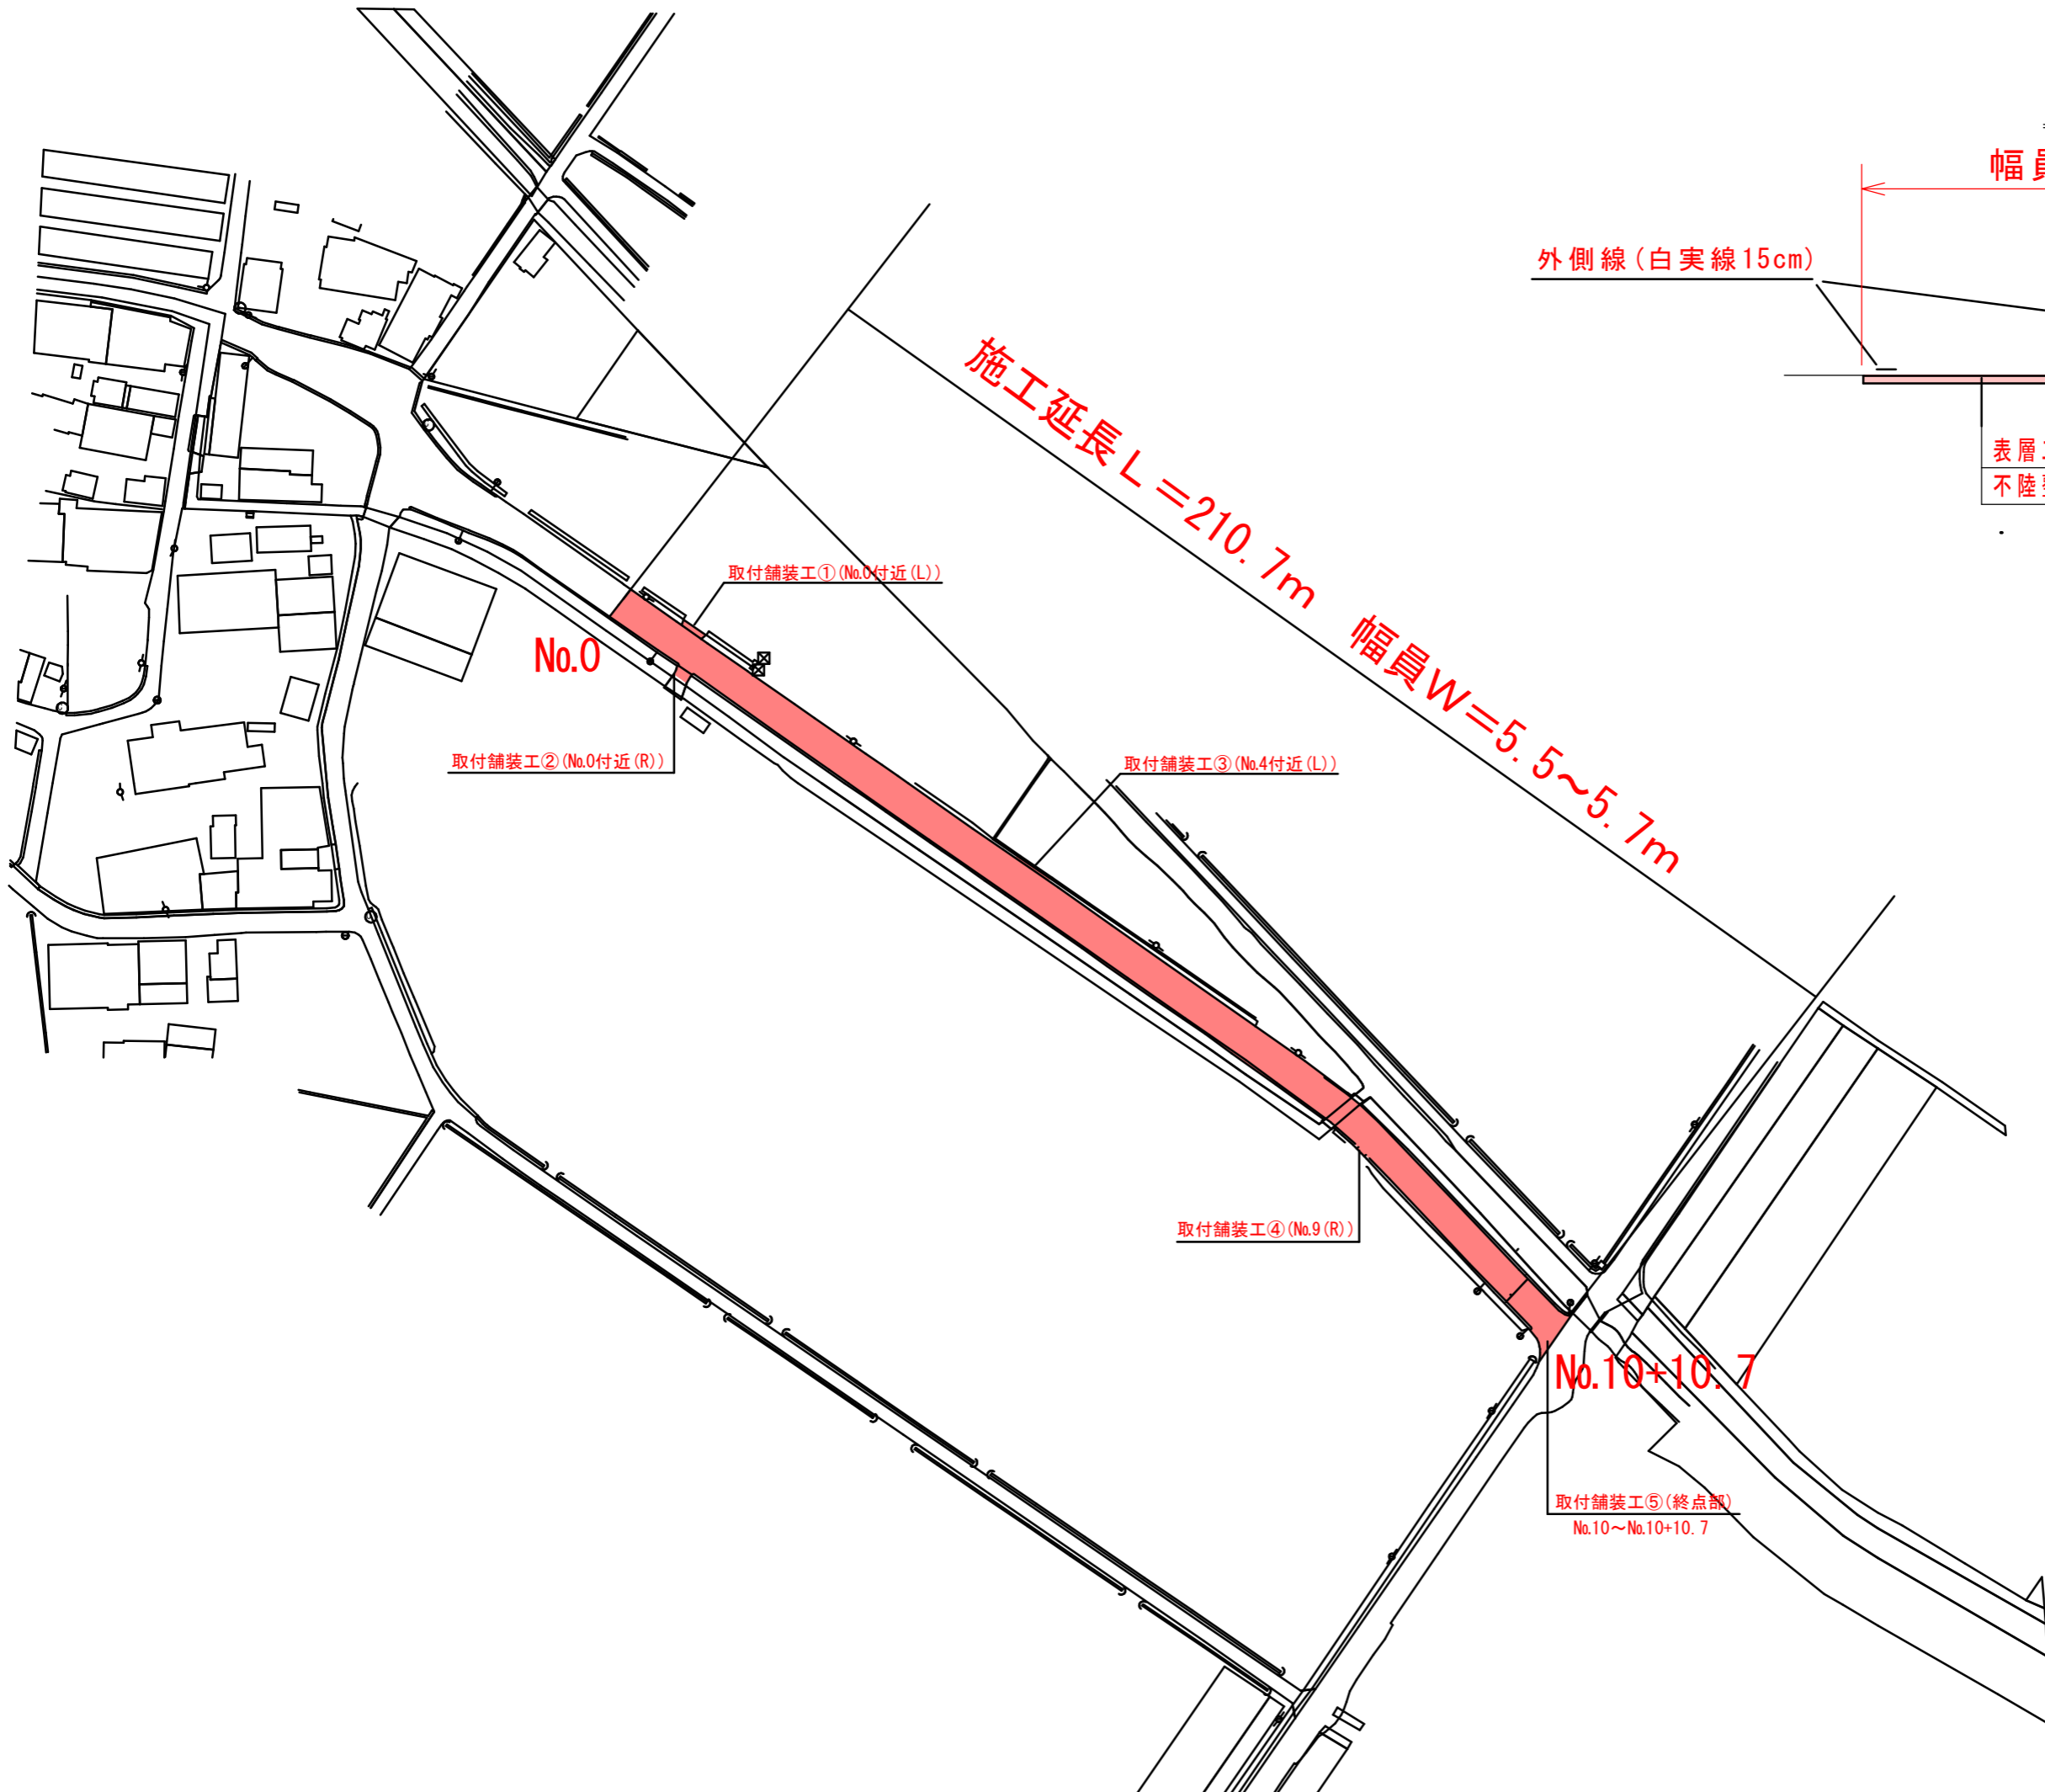 幅員
外側線(白実線15cm)
表層
不陸
施工延長L=210.7m 幅員W=5.5~5.7m
取付舗装工①(No.0付近(L))
No.0
取付舗装工②(No.0付近(R))
取付舗装工③(No.4付近(L))
取付舗装工④(No.9(R))
No.10+10.7
取付舗装工⑤(終点部)
No.10~No.10+10.7